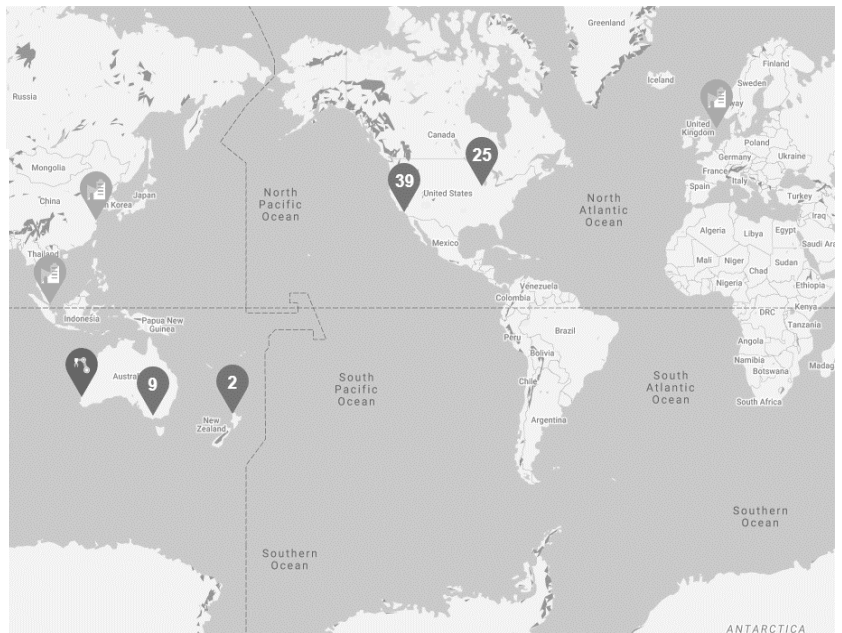 Greenland
Finland
Iceland
Sweden
Russia
way
United
Kingdom
Canada
Poland
25
Germany
Ukraine
Mongolia
France
39
Italy
United States
Spain
Japan
Turkey
China
n Korea
North
Pacific
Ocean
North
Atlantic
Ocean
Iraq
Mexico
Algeria
Libya
Egypt
Saudi Ara
Thailand
Mali
Niger
Sudan
Chad
Venezuela
Nigeria
Ethiopia
Colombia
Kenya
Indonesia
Papua New
Guinea
DRC
Tanzania
Peru
Brazil
Angola
Bolivia
Namibia
Madag
Botswana
Austral
9
2
South
Pacific
Ocean
Chile
South
Atlantic
Ocean
South Africa
New
Zealand
Argentina
Southern
Ocean
Southern
Ocean
ANTARCTICA